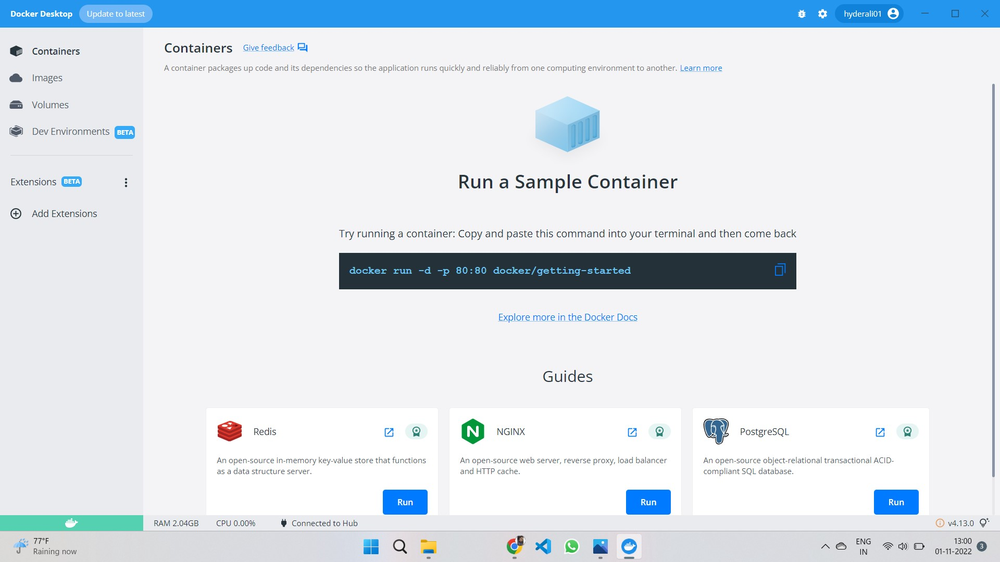 Docker Desktop Update to latest
hyderali01
Containers
Images
Volumes
Dev Environments BETA
Extensions BETA
Add Extensions
Containers Give feedback
A container packages up code and its dependencies so the application runs quickly and reliably from one computing environment to another. Learn more
Run a Sample Container
Try running a container: Copy and paste this command into your terminal and then come back
docker run -d -p 80:80 docker/getting-started
Explore more in the Docker Docs
Guides
Redis
An open-source in-memory key-value store that functions
as a data structure server.
Run
NGINX
An open-source web server, reverse proxy, load balancer
and HTTP cache.
Run
PostgreSQL
An open-source object-relational transactional ACID-
compliant SQL database.
Run
RAM 2.04GB CPU 0.00% Connected to Hub
v4.13.0
77°F
Raining now
ENG
IN
13:00
01-11-2022
3